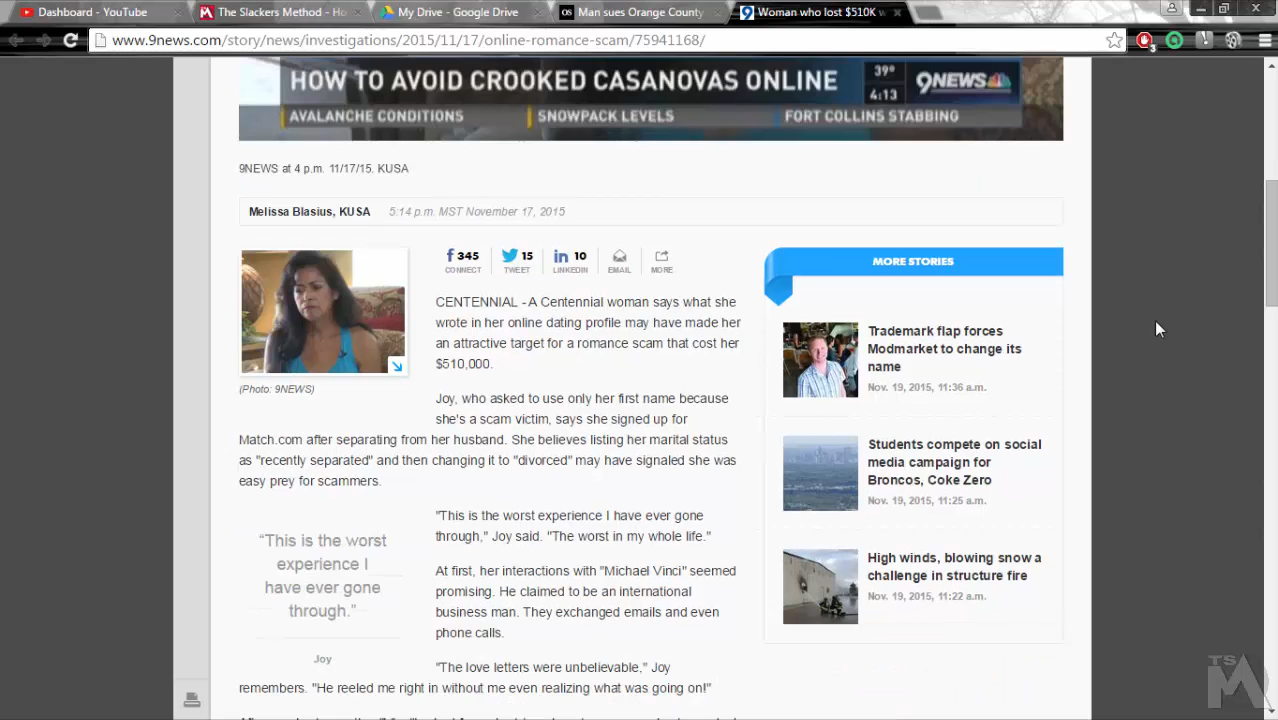 Dashboard - YouTube
The Slackers Method - Ho
My Drive - Google Drive
Man sues Orange County
Woman who lost $510K w
www.9news.com/story/news/investigations/2015/11/17/online-romance-scam/75941168/
3
HOW TO AVOID CROOKED CASANOVAS ONLINE
39°
4:13
9NEWS
AVALANCHE CONDITIONS
SNOWPACK LEVELS
FORT COLLINS STABBING
9NEWS at 4 p.m. 11/17/15. KUSA
Melissa Blasius, KUSA 5:14 p.m. MST November 17, 2015
(Photo: 9NEWS)
345
CONNECT
15
TWEET
10
LINKEDIN
EMAIL
MORE
CENTENNIAL - A Centennial woman says what she
wrote in her online dating profile may have made her
an attractive target for a romance scam that cost her
$510,000.
Joy, who asked to use only her first name because
she's a scam victim, says she signed up for
Match.com after separating from her husband. She believes listing her marital status
as "recently separated" and then changing it to "divorced" may have signaled she was
easy prey for scammers.
"This is the worst experience I have ever gone
through," Joy said. "The worst in my whole life."
“This is the worst
experience I
have ever gone
through.”
Joy
At first, her interactions with "Michael Vinci" seemed
promising. He claimed to be an international
business man. They exchanged emails and even
phone calls.
"The love letters were unbelievable," Joy
remembers. "He reeled me right in without me even realizing what was going on!"
MORE STORIES
Trademark flap forces
Modmarket to change its
name
Nov. 19, 2015, 11:36 a.m.
Students compete on social
media campaign for
Broncos, Coke Zero
Nov. 19, 2015, 11:25 a.m.
High winds, blowing snow a
challenge in structure fire
Nov. 19, 2015, 11:22 a.m.
TSM